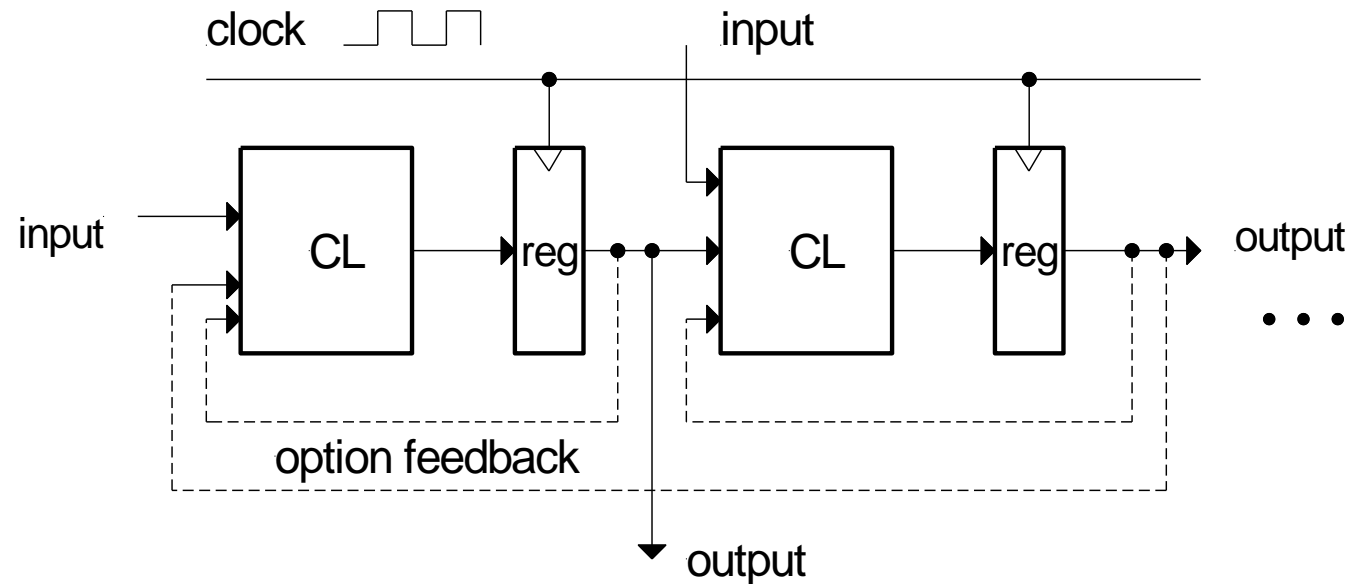 clock
input
input
CL
reg
CL
reg
output
option feedback
output